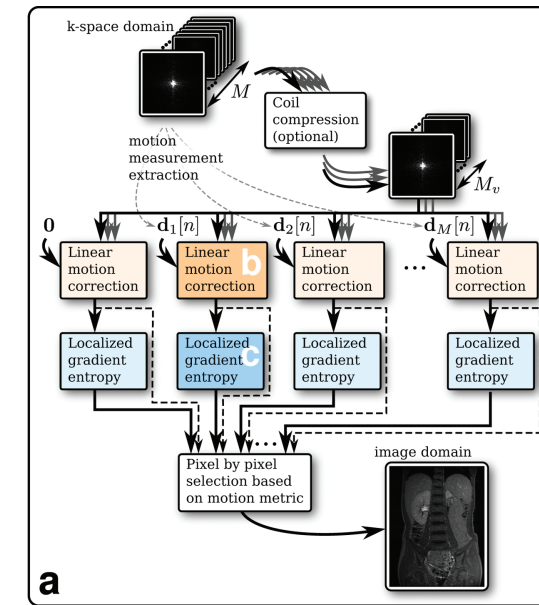 k-space domain
M
Coil
compression
(optional)
motion
measurement
extraction
M_v
0
d_1[n]
d_2[n]
d_M[n]
Linear
motion
correction
Linear
motion
correction
b
Linear
motion
correction
...
Linear
motion
correction
Localized
gradient
entropy
Localized
gradient
entropy
c
Localized
gradient
entropy
Localized
gradient
entropy
...
Pixel by pixel
selection based
on motion metric
image domain
a